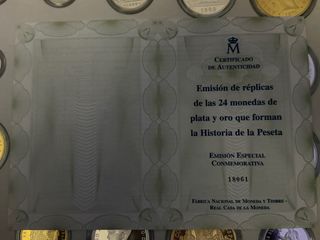 M
CERTIFICADO
DE AUTENTICIDAD
Emisión de réplicas
de las 24 monedas de
plata y oro que forman
la Historia de la Peseta
EMISIÓN ESPECIAL
CONMEMORATIVA
18061
FÁBRICA NACIONAL DE MONEDA Y TIMBRE -
REAL CASA DE LA MONEDA